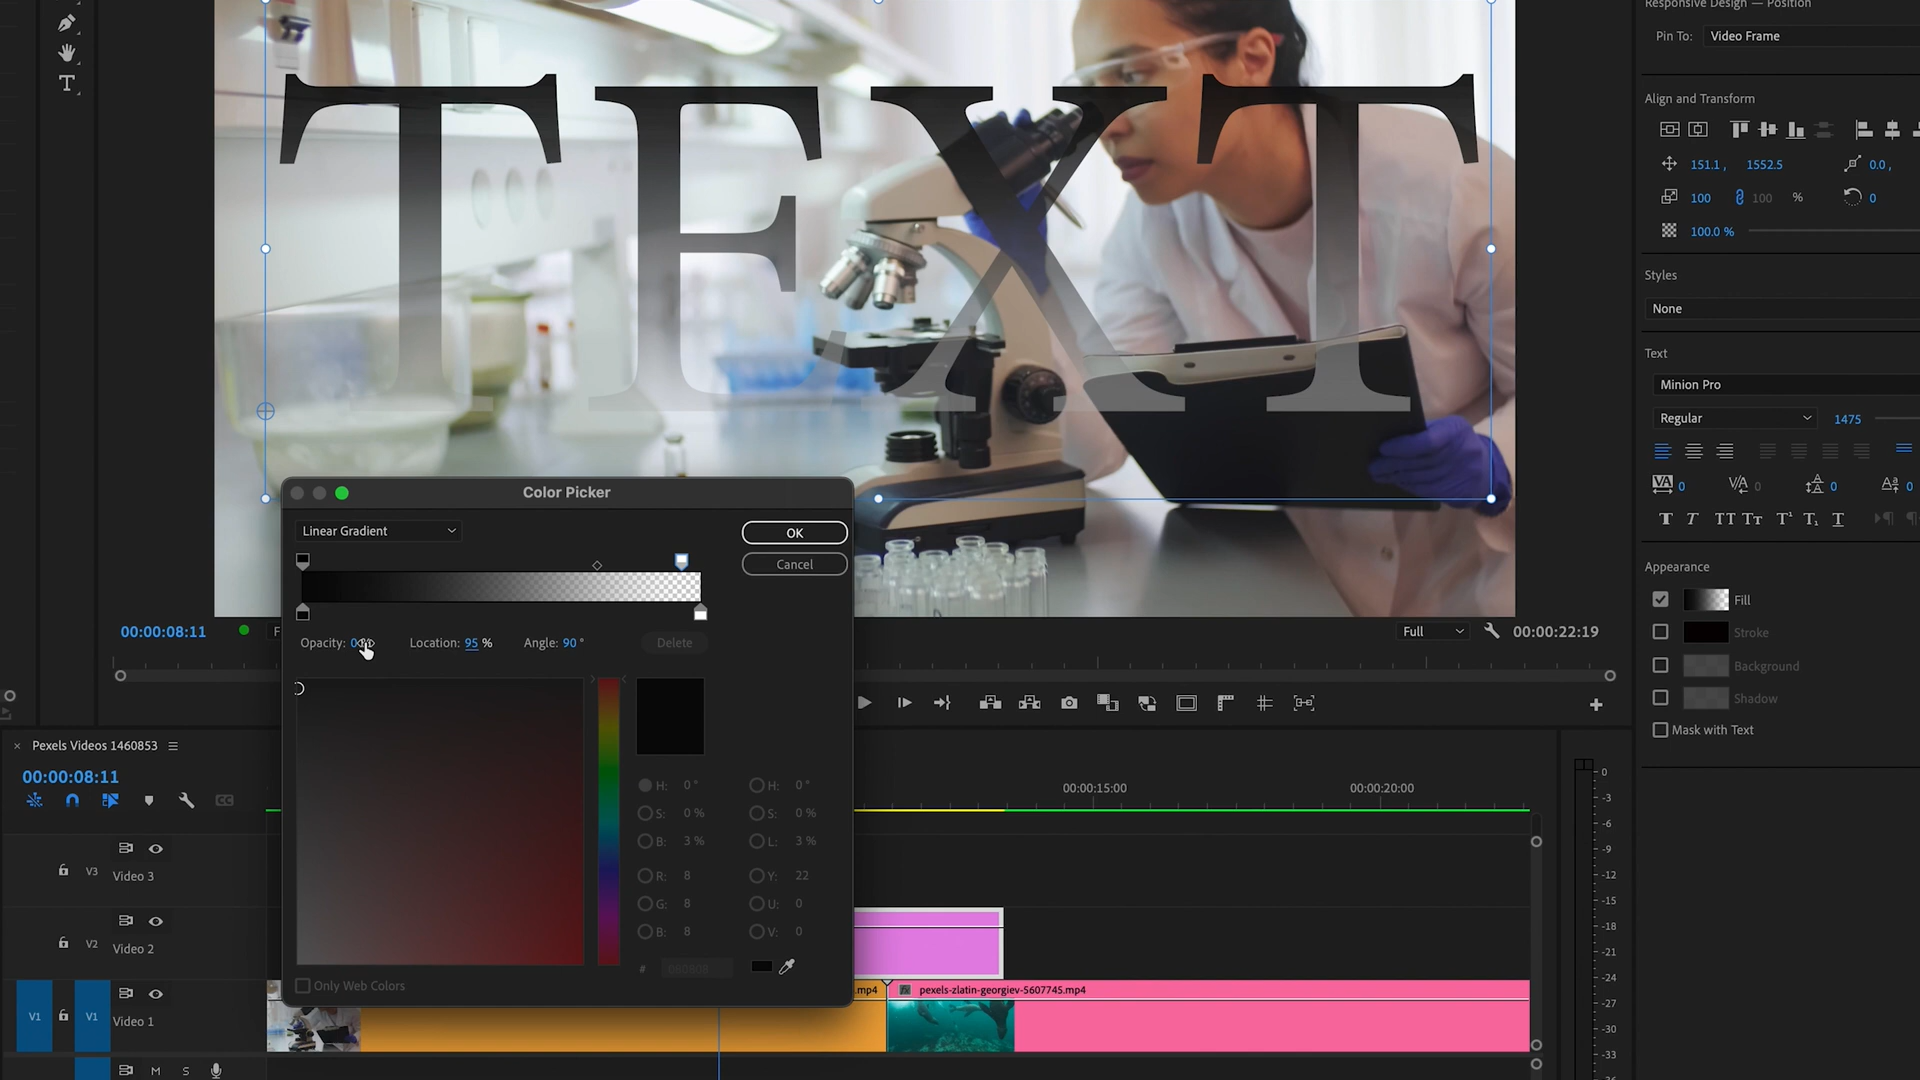 Responsive Design — Position
Pin To: Video Frame
T
TEXT
Align and Transform
151.1, 1552.5 0.0,
100 100 % 0
100.0 %
Styles
None
Text
Minion Pro
Regular 1475
0 0 0 0
Color Picker
Linear Gradient
OK
Cancel
Opacity: Location: 95 % Angle: 90 °
Delete
H: 0 ° H: 0 °
S: 0 % S: 0 %
B: 3 % L: 3 %
R: 8 Y: 22
G: 8 U: 0
B: 8 V: 0
#
Only Web Colors
Appearance
Fill
Stroke
Background
Shadow
Mask with Text
00:00:08:11
F
Full
00:00:22:19
× Pexels Videos 1460853
00:00:08:11
CC
00:00:15:00 00:00:20:00
V3 Video 3
V2 Video 2
V1 V1 Video 1
.mp4
fx pexels-zlatin-georgiev-5607745.mp4
M S
0
-3
-6
-9
-12
-15
-18
-21
-24
-27
-30
-33